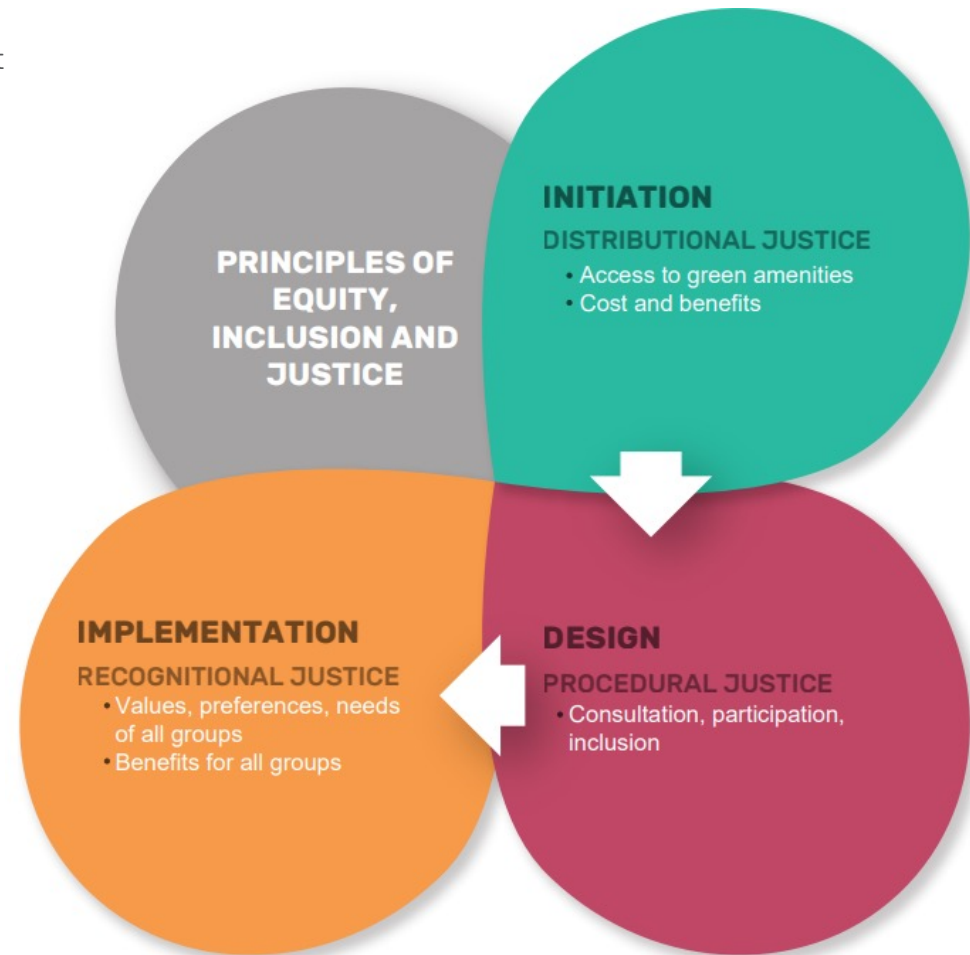 PRINCIPLES OF
EQUITY,
INCLUSION AND
JUSTICE
INITIATION
DISTRIBUTIONAL JUSTICE
• Access to green amenities
• Cost and benefits
IMPLEMENTATION
RECOGNITIONAL JUSTICE
• Values, preferences, needs
of all groups
• Benefits for all groups
DESIGN
PROCEDURAL JUSTICE
• Consultation, participation,
inclusion